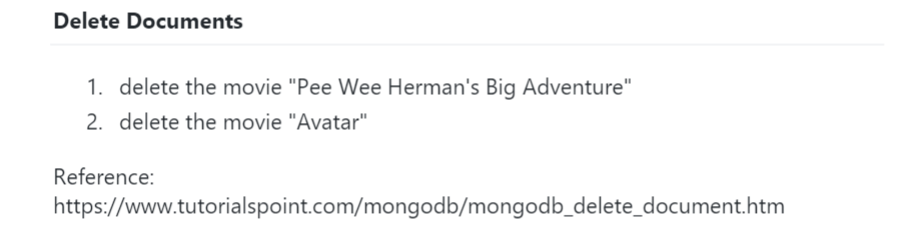 Delete Documents
1. delete the movie "Pee Wee Herman's Big Adventure"
2. delete the movie "Avatar"
Reference:
https://www.tutorialspoint.com/mongodb/mongodb_delete_document.htm